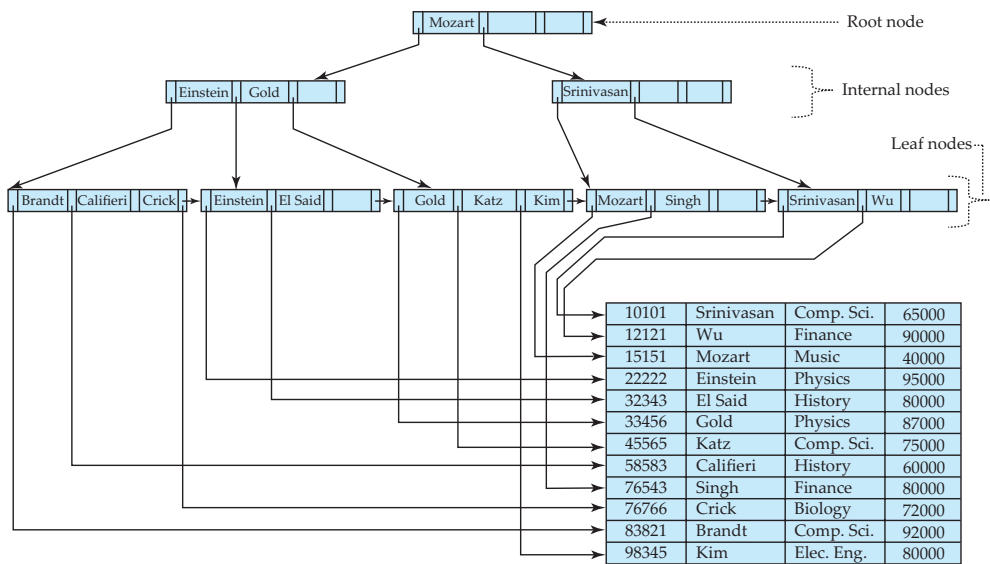 Mozart
Root node
Einstein Gold
Srinivasan
Internal nodes
Leaf nodes
Brandt Califieri Crick
Einstein El Said
Gold Katz Kim
Mozart Singh
Srinivasan Wu
10101 Srinivasan Comp. Sci. 65000
12121 Wu Finance 90000
15151 Mozart Music 40000
22222 Einstein Physics 95000
32343 El Said History 80000
33456 Gold Physics 87000
45565 Katz Comp. Sci. 75000
58583 Califieri History 60000
76543 Singh Finance 80000
76766 Crick Biology 72000
83821 Brandt Comp. Sci. 92000
98345 Kim Elec. Eng. 80000